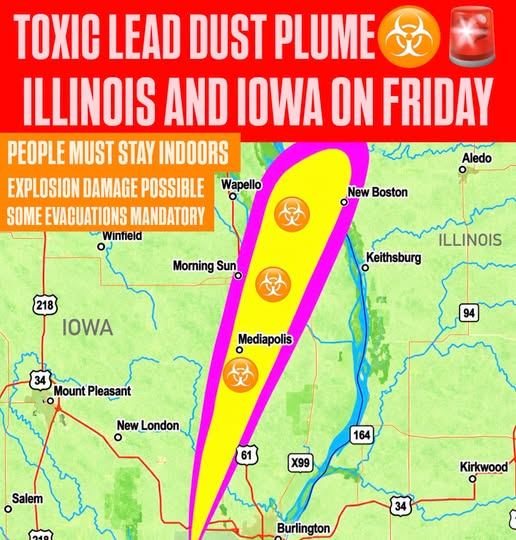 TOXIC LEAD DUST PLUME
ILLINOIS AND IOWA ON FRIDAY
PEOPLE MUST STAY INDOORS
EXPLOSION DAMAGE POSSIBLE
SOME EVACUATIONS MANDATORY
Aledo
Wapello
New Boston
Winfield
ILLINOIS
Keithsburg
Morning Sun
218
94
IOWA
Mediapolis
34
Mount Pleasant
New London
164
61
X99
Kirkwood
Salem
34
Burlington
218